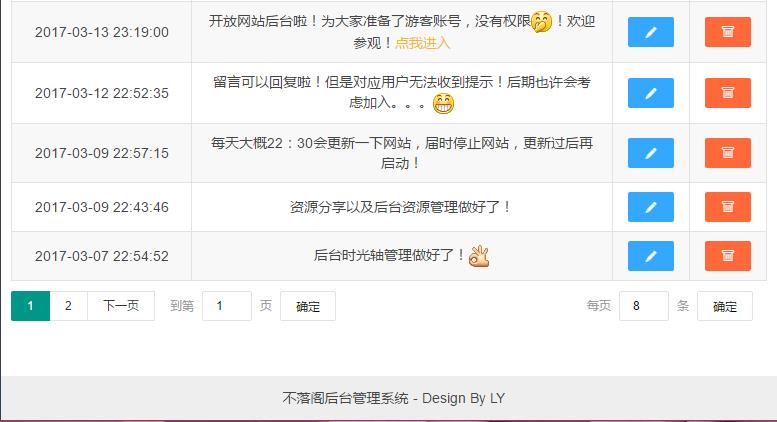 2017-03-13 23:19:00
开放网站后台啦！为大家准备了游客账号，没有权限！欢迎
参观！点我进入
2017-03-12 22:52:35
留言可以回复啦！但是对应用户无法收到提示！后期也许会考
虑加入。。。
2017-03-09 22:57:15
每天大概22：30会更新一下网站，届时停止网站，更新过后再
启动！
2017-03-09 22:43:46
资源分享以及后台资源管理做好了！
2017-03-07 22:54:52
后台时光轴管理做好了！
1 2 下一页 到第 1 页 确定 每页 8 条 确定
不落阁后台管理系统 - Design By LY